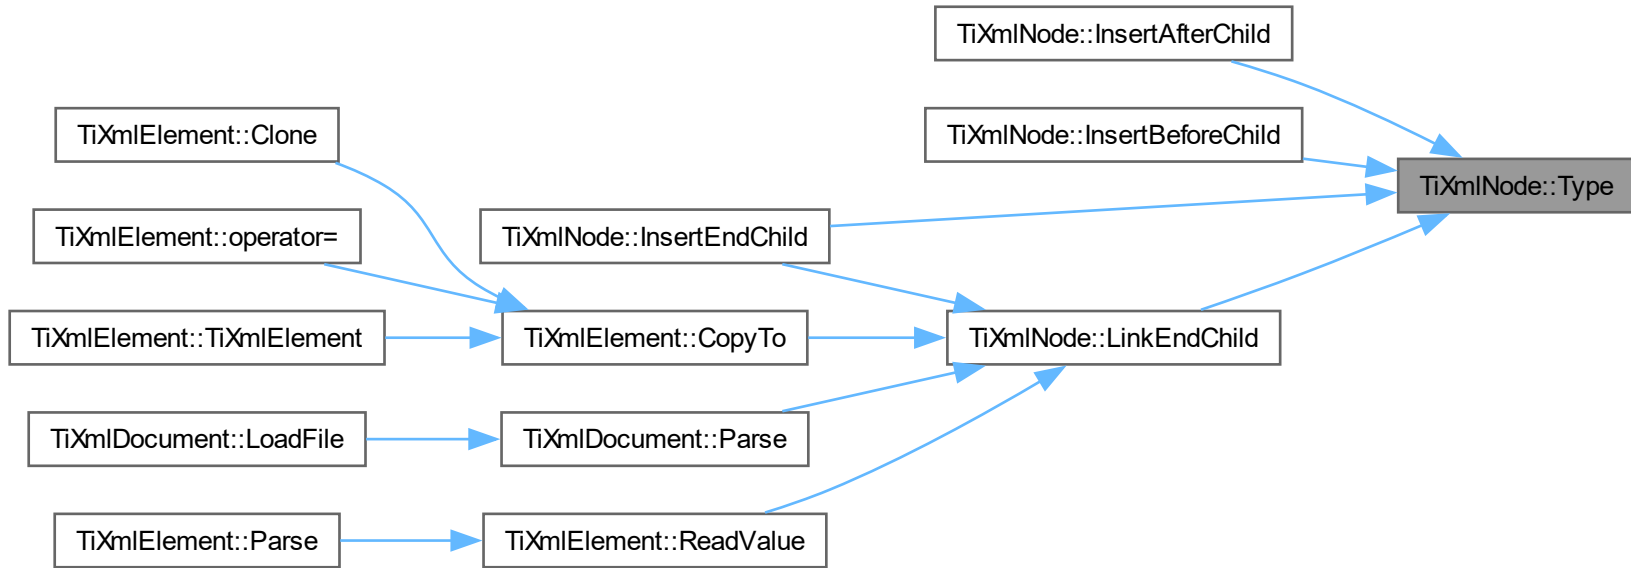 TiXmlNode::InsertAfterChild
TiXmlElement::Clone
TiXmlNode::InsertBeforeChild
TiXmlNode::Type
TiXmlElement::operator=
TiXmlNode::InsertEndChild
TiXmlElement::TiXmlElement
TiXmlElement::CopyTo
TiXmlNode::LinkEndChild
TiXmlDocument::LoadFile
TiXmlDocument::Parse
TiXmlElement::Parse
TiXmlElement::ReadValue